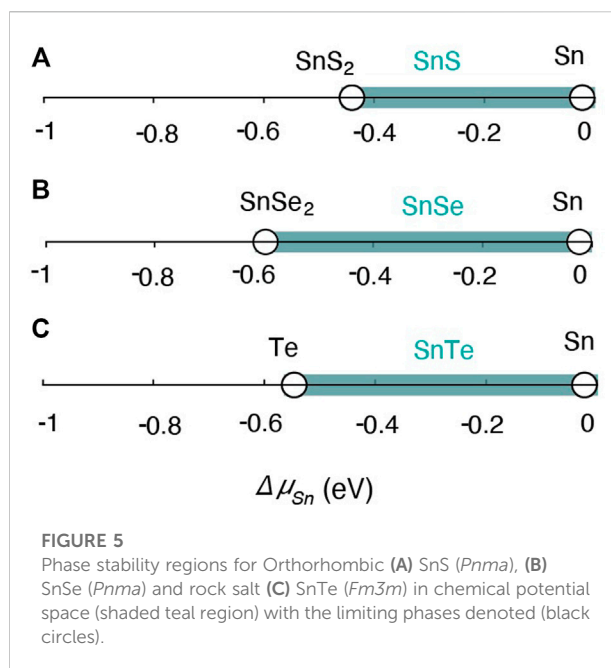 A
SnS₂ SnS Sn
-1 -0.8 -0.6 -0.4 -0.2 0
B
SnSe₂ SnSe Sn
-1 -0.8 -0.6 -0.4 -0.2 0
C
Te SnTe Sn
-1 -0.8 -0.6 -0.4 -0.2 0
Δμ_Sn (eV)
FIGURE 5
Phase stability regions for Orthorhombic (A) SnS (Pnma), (B)
SnSe (Pnma) and rock salt (C) SnTe (Fm3m) in chemical potential
space (shaded teal region) with the limiting phases denoted (black
circles).